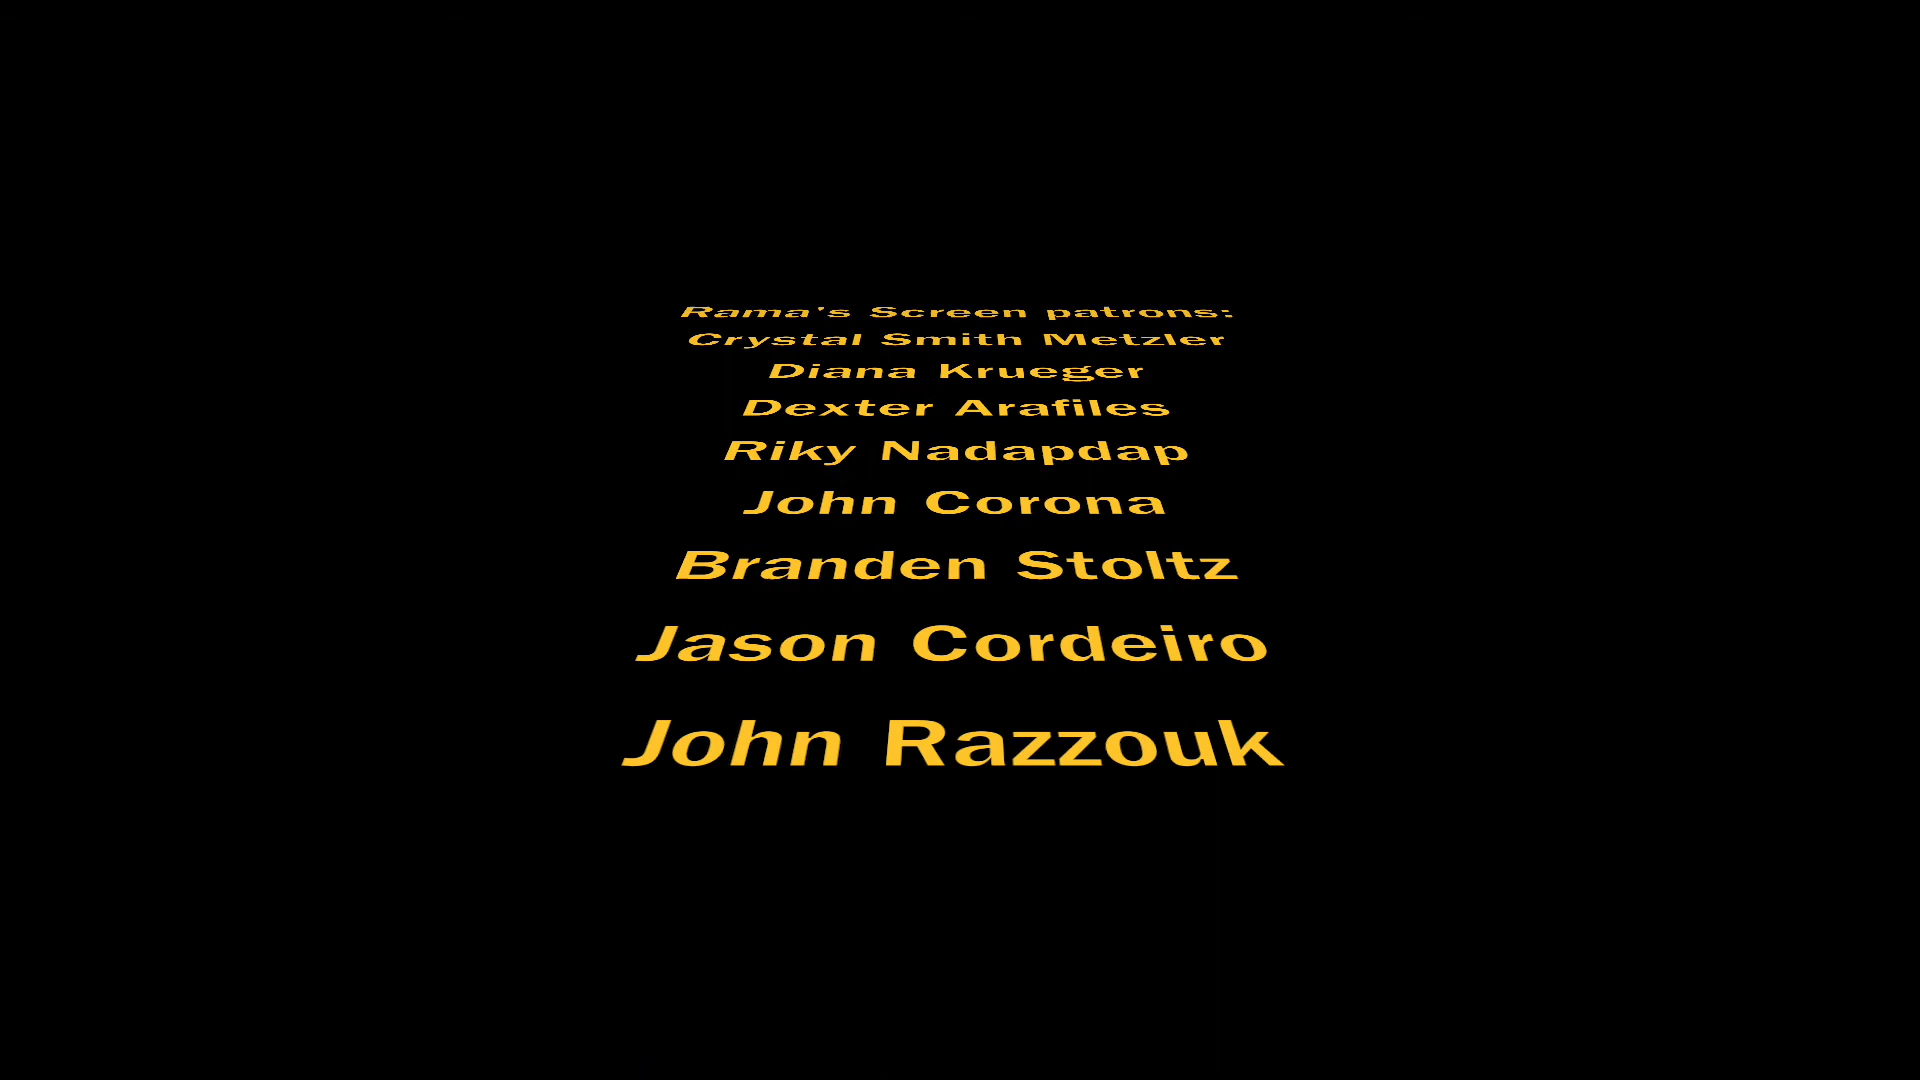 Rama's Screen patrons:
Crystal Smith Metzler
Diana Krueger
Dexter Arafiles
Riky Nadapdap
John Corona
Branden Stoltz
Jason Cordeiro
John Razzouk